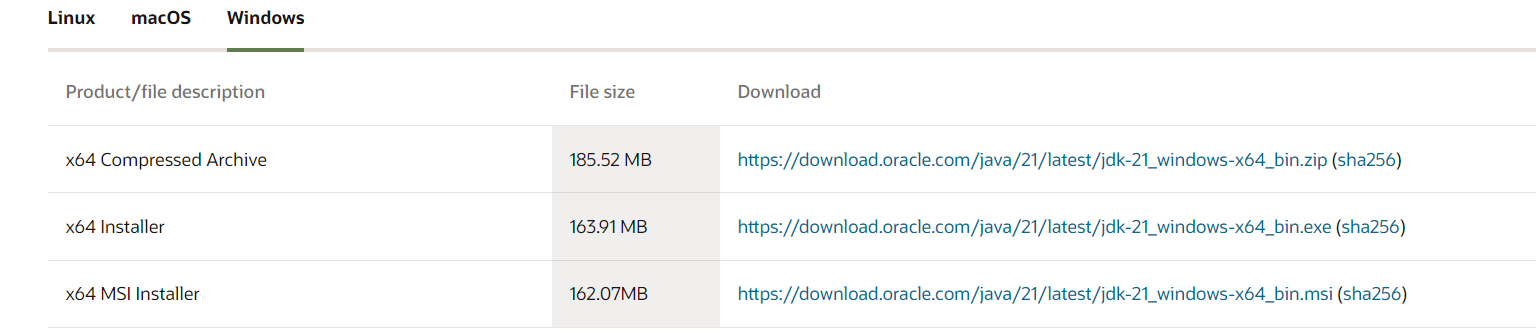 Linux macOS Windows
Product/file description File size Download
x64 Compressed Archive 185.52 MB https://download.oracle.com/java/21/latest/jdk-21_windows-x64_bin.zip (sha256)
x64 Installer 163.91 MB https://download.oracle.com/java/21/latest/jdk-21_windows-x64_bin.exe (sha256)
x64 MSI Installer 162.07MB https://download.oracle.com/java/21/latest/jdk-21_windows-x64_bin.msi (sha256)